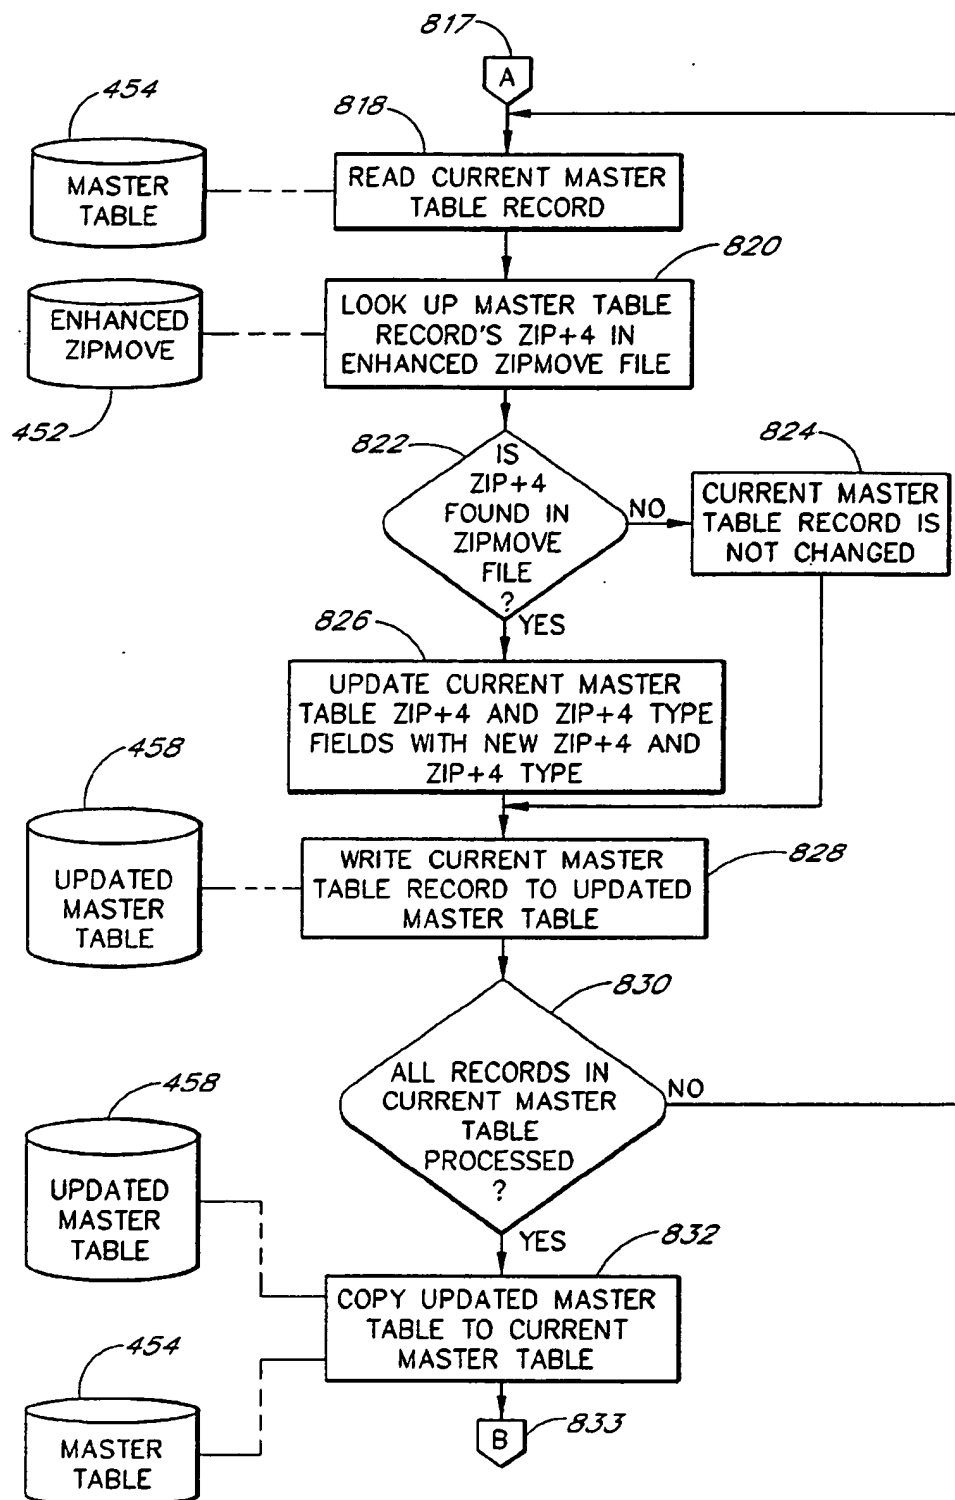 817
A
454
818
MASTER
TABLE
READ CURRENT MASTER
TABLE RECORD
820
ENHANCED
ZIPMOVE
452
LOOK UP MASTER TABLE
RECORD'S ZIP+4 IN
ENHANCED ZIPMOVE FILE
822
IS
ZIP+4
FOUND IN
ZIPMOVE
FILE
?
NO
824
CURRENT MASTER
TABLE RECORD IS
NOT CHANGED
YES
826
UPDATE CURRENT MASTER
TABLE ZIP+4 AND ZIP+4 TYPE
FIELDS WITH NEW ZIP+4 AND
ZIP+4 TYPE
458
UPDATED
MASTER
TABLE
WRITE CURRENT MASTER
TABLE RECORD TO UPDATED
MASTER TABLE
828
830
ALL RECORDS IN
CURRENT MASTER
TABLE
PROCESSED
?
NO
YES
458
UPDATED
MASTER
TABLE
832
COPY UPDATED MASTER
TABLE TO CURRENT
MASTER TABLE
454
MASTER
TABLE
B
833